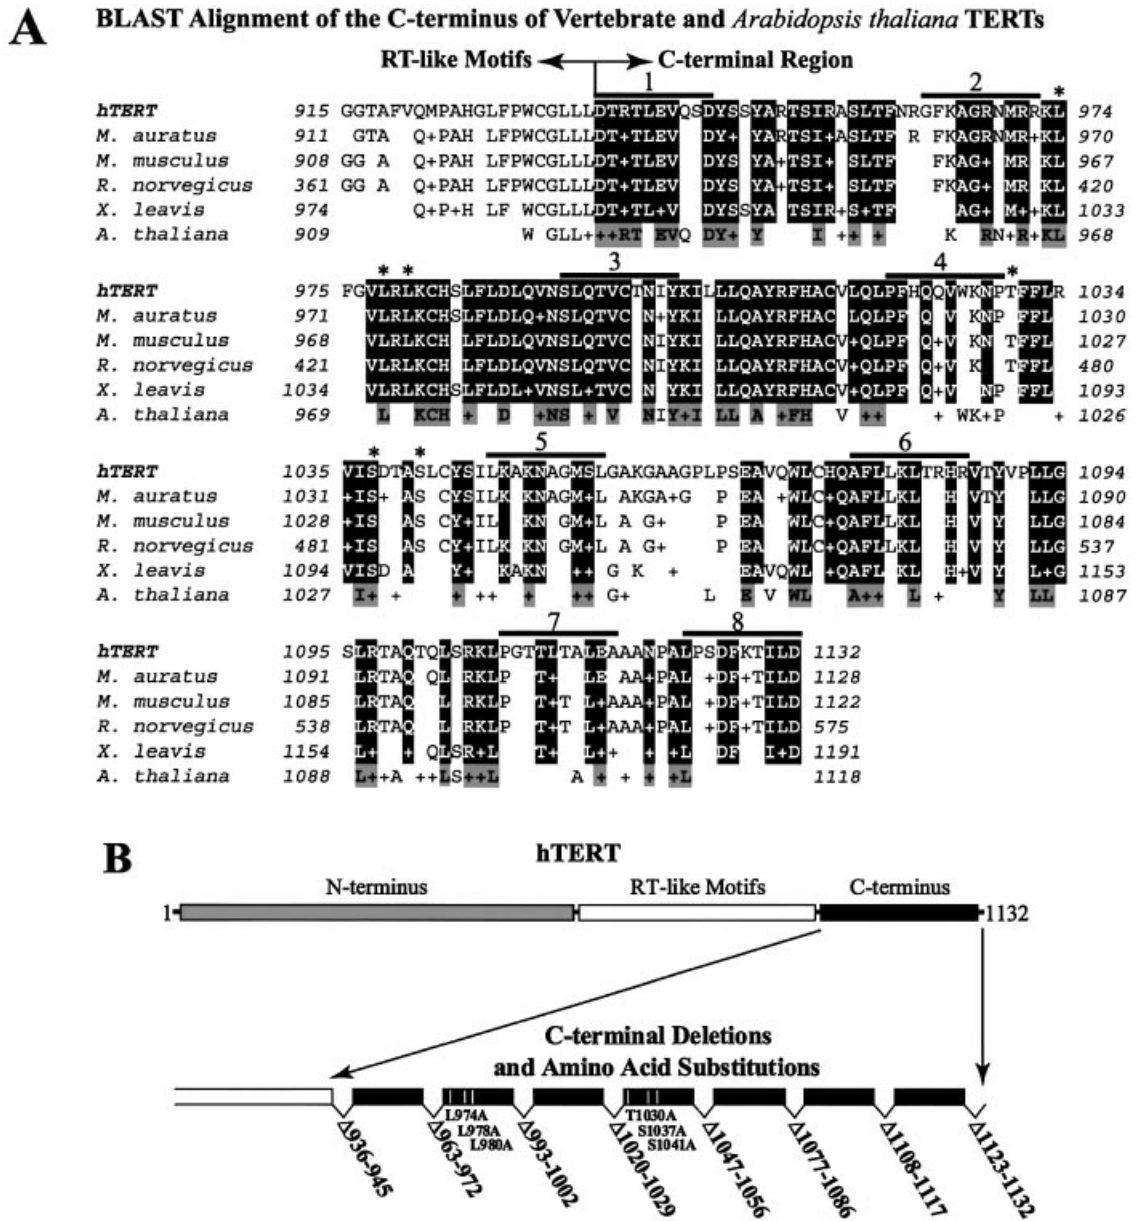 A
BLAST Alignment of the C-terminus of Vertebrate and Arabidopsis thaliana TERTs
RT-like Motifs C-terminal Region
1 2
*
hTERT 915 GGTAFVQMPAHGLFPWCGLLLDTRTLEVQSDYSSYARTSIRASLTFNRGFKAGRNMRRKL 974
M. auratus 911 GTA Q+PAH LFPWCGLLLDT+TLEVQSDY+ YARTSI+ASLTF R FKAGRNMR+KL 970
M. musculus 908 GG A Q+PAH LFPWCGLLLDT+TLEV DYS YA+TSI+ SLTF FKAG+ MR KL 967
R. norvegicus 361 GG A Q+PAH LFPWCGLLLDT+TLEV DYS YA+TSI+ SLTF FKAG+ MR KL 420
X. leavis 974 Q+P+H LF WCGLLLDT+TL+V DYSSYA TSIR+S+TF AG+ M++KL 1033
A. thaliana 909 W GLL+++RT EVQ DY+ Y I ++ + K RN+R+KL 968
3 4
* * *
hTERT 975 FGVLRLKCHSLFLDLQVNSLQTVCTNIYKILLLQAYRFHACVLQLPFHQQVWKNPTFFLR 1034
M. auratus 971 VLRLKCHSLFLDLQ+NSLQTVC N+YKI LLQAYRFHACVLQLPF Q V KNP FFL 1030
M. musculus 968 VLRLKCH LFLDLQVNSLQTVC NIYKI LLQAYRFHACV+QLPF Q+V KN TFFL 1027
R. norvegicus 421 VLRLKCH LFLDLQVNSLQTVC NIYKI LLQAYRFHACV+QLPF Q+V K TFFL 480
X. leavis 1034 VLRLKCHSLFLDL+VNSL+TVC NIYKI LLQAYRFHACV+QLPF Q+V NP FFL 1093
A. thaliana 969 L KCH + D +NS + V NIY+I LL A +FH V ++ + WK+P + 1026
5 6
* *
hTERT 1035 VISDTASLCYSILKAKNAGMSLGAKGAAGPLPSEAVQWLCHQAFLLKLTRHRVTYVPLLG 1094
M. auratus 1031 +IS+ AS CYSILK KNAGM+L AKGA+G P EA +WLC QAFLLKL H VTY LLG 1090
M. musculus 1028 +IS AS CY+IL K KN GM+L A G+ P EA WLC+QAFLLKL H V Y LLG 1084
R. norvegicus 481 +IS AS CY+ILK KN GM+L A G+ P EA WLC+QAFLLKL H V Y LLG 537
X. leavis 1094 VISD A Y+ KAKN ++ G K + EAVQWL +QAFL KL H+V Y L+G 1153
A. thaliana 1027 I+ + + ++ + ++ G+ L E V WL A++ L + Y LL 1087
7 8
hTERT 1095 SLRTAQTQLSRKLPGTTLTALEAAANPALPSDFKTILD 1132
M. auratus 1091 LRTAQ QL RKLP T+ LE AA+PAL +DF+TILD 1128
M. musculus 1085 LRTAQ L RKLP T+T L+AAA+PAL +DF+TILD 1122
R. norvegicus 538 LRTAQ L RKLP T+T L+AAA+PAL +DF+TILD 575
X. leavis 1154 L+ + QLSR+L T+ L++ + +L DF I+D 1191
A. thaliana 1088 L++A ++LS++L A + + + +L 1118
B
hTERT
N-terminus RT-like Motifs C-terminus
1 1132
C-terminal Deletions
and Amino Acid Substitutions
L974A T1030A
L978A S1037A
L980A S1041A
Δ936-945 Δ963-972 Δ993-1002 Δ1020-1029 Δ1047-1056 Δ1077-1086 Δ1108-1117 Δ1123-1132